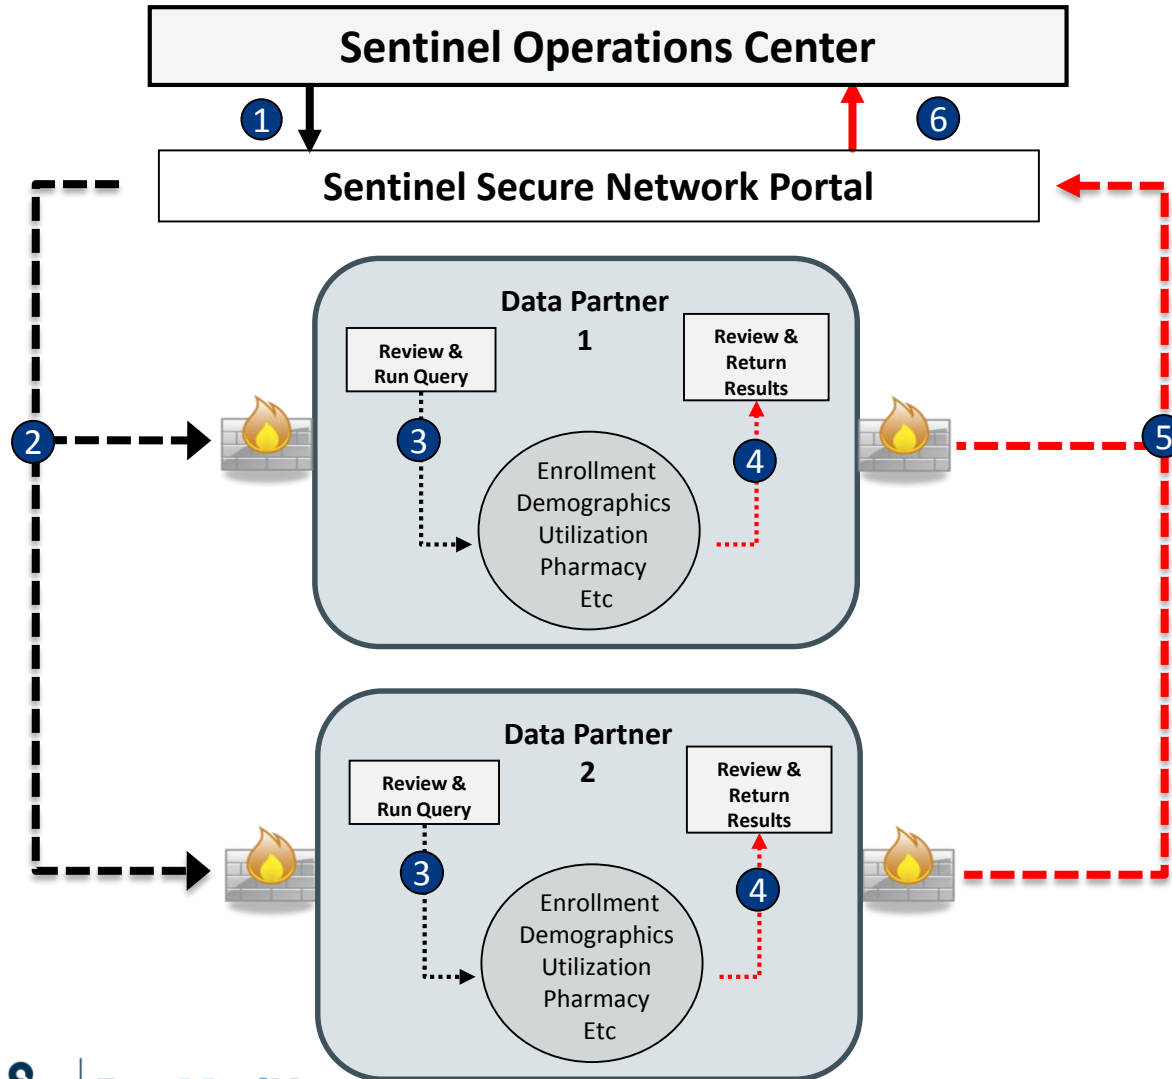 Sentinel Operations Center
1
6
Sentinel Secure Network Portal
Data Partner
1
Review &
Run Query
Review &
Return
Results
2
3
4
5
Enrollment
Demographics
Utilization
Pharmacy
Etc
Data Partner
2
Review &
Run Query
Review &
Return
Results
3
4
Enrollment
Demographics
Utilization
Pharmacy
Etc